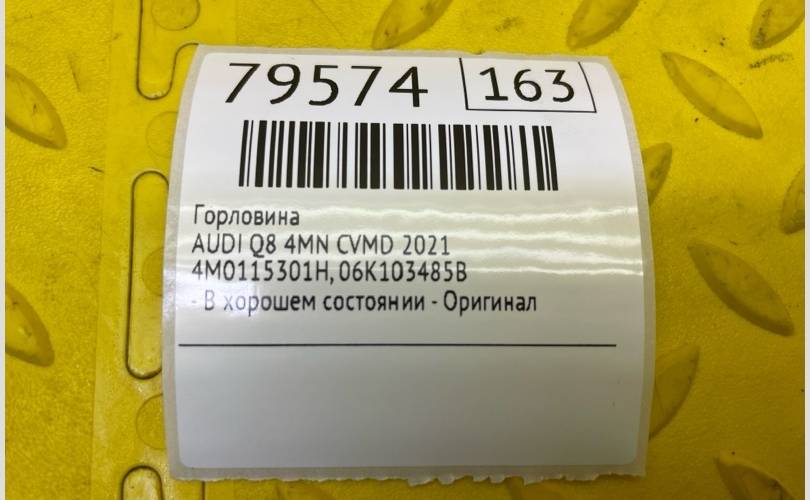 79574 163
Горловина
AUDI Q8 4MN CVMD 2021
4M0115301H, 06K103485B
- В хорошем состоянии - Оригинал